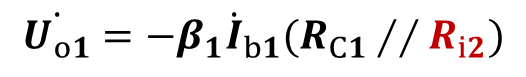 U̇o1 = −β1İb1(RC1 // Ri2)